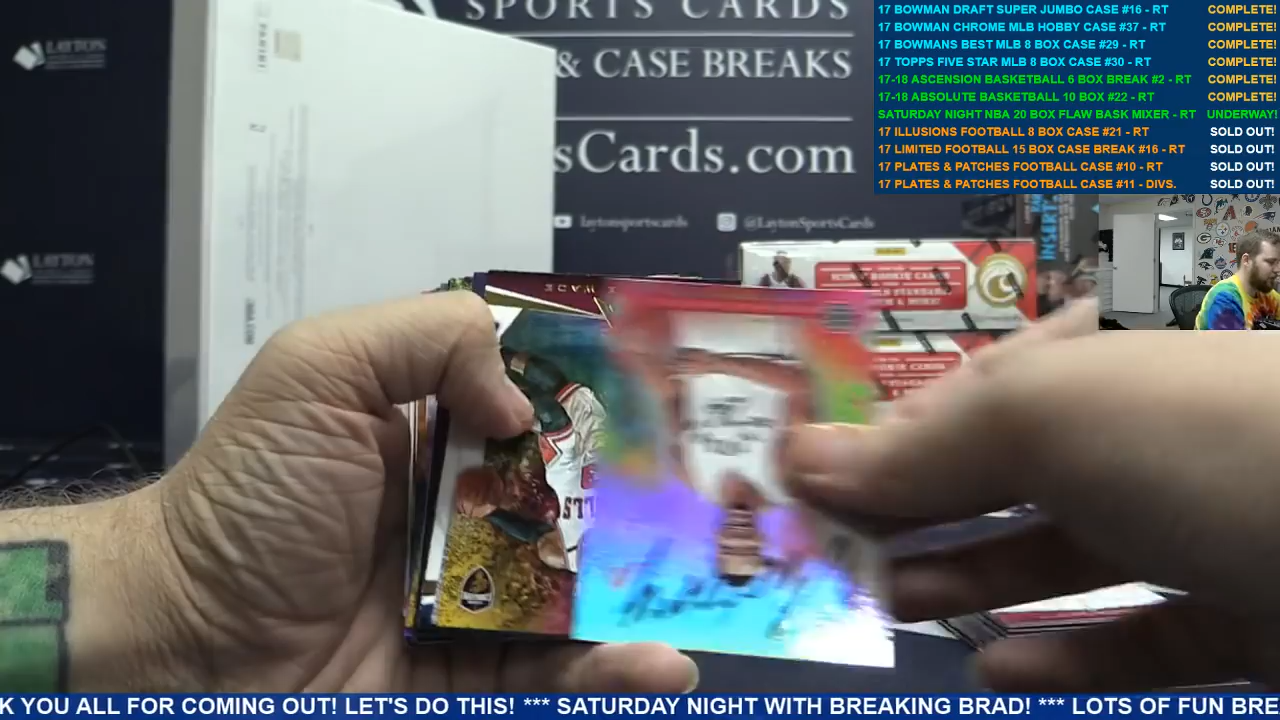 SPORTS CARDS
& CASE BREAKS
sCards.com
laytonsportscards
@LaytonSportsCards
LAYTON
LAYTON
PANINI
INSERT
17 BOWMAN DRAFT SUPER JUMBO CASE #16 - RT COMPLETE!
17 BOWMAN CHROME MLB HOBBY CASE #37 - RT COMPLETE!
17 BOWMANS BEST MLB 8 BOX CASE #29 - RT COMPLETE!
17 TOPPS FIVE STAR MLB 8 BOX CASE #30 - RT COMPLETE!
17-18 ASCENSION BASKETBALL 6 BOX BREAK #2 - RT COMPLETE!
17-18 ABSOLUTE BASKETBALL 10 BOX #22 - RT COMPLETE!
SATURDAY NIGHT NBA 20 BOX FLAW BASK MIXER - RT UNDERWAY!
17 ILLUSIONS FOOTBALL 8 BOX CASE #21 - RT SOLD OUT!
17 LIMITED FOOTBALL 15 BOX CASE BREAK #16 - RT SOLD OUT!
17 PLATES & PATCHES FOOTBALL CASE #10 - RT SOLD OUT!
17 PLATES & PATCHES FOOTBALL CASE #11 - DIVS. SOLD OUT!
K YOU ALL FOR COMING OUT! LET'S DO THIS! *** SATURDAY NIGHT WITH BREAKING BRAD! *** LOTS OF FUN BRE